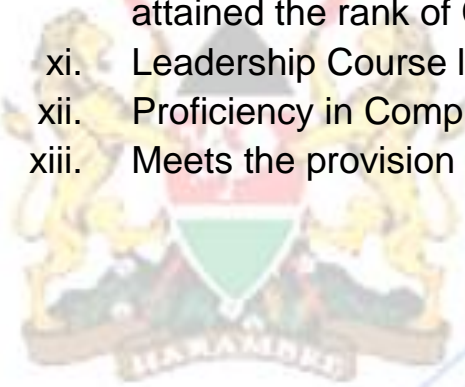 attained the rank of
xi. Leadership Course
xii. Proficiency in Comp
xiii. Meets the provision
HARAMBEE